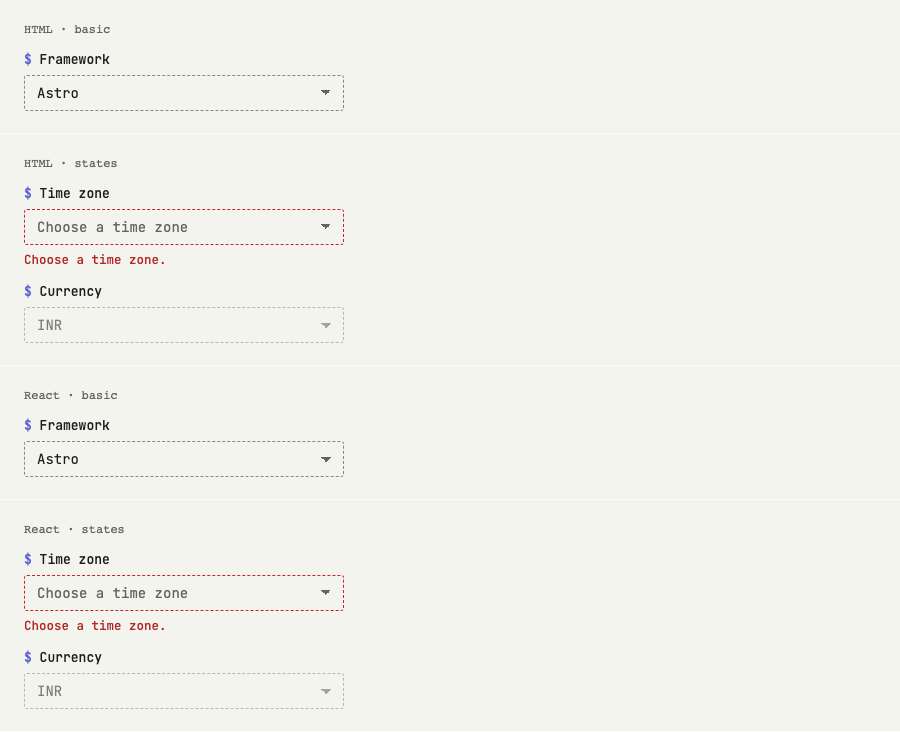 HTML · basic
$ Framework
Astro
HTML · states
$ Time zone
Choose a time zone
Choose a time zone.
$ Currency
INR
React · basic
$ Framework
Astro
React · states
$ Time zone
Choose a time zone
Choose a time zone.
$ Currency
INR